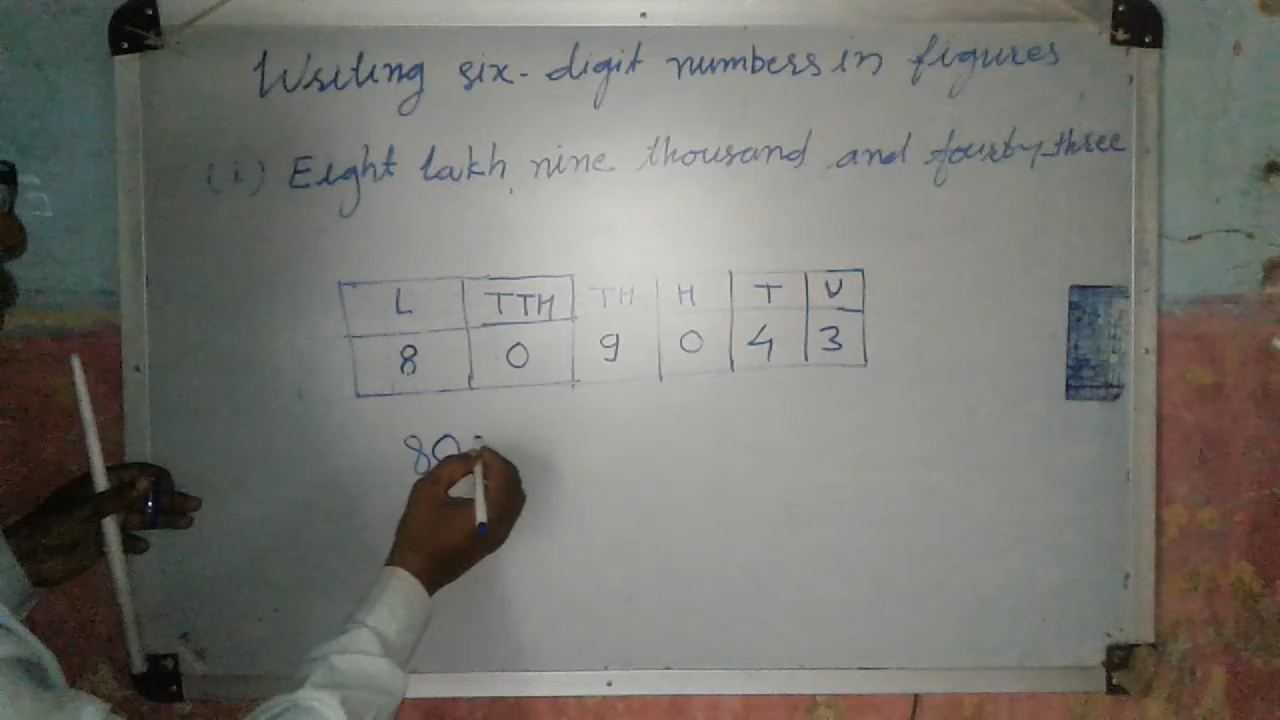 Writing six-digit numbers in figures
(i) Eight lakh, nine thousand and fourty-three
L TTH TH H T U
8 0 9 0 4 3
80